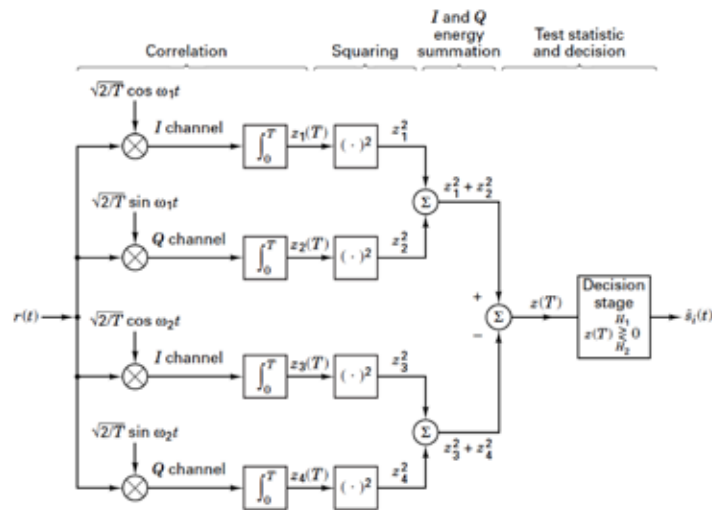 I and Q
energy
summation
Test statistic
and decision
Correlation
Squaring
√2/T cos ω₁t
I channel
∫₀ᵀ
z₁(T)
(·)²
z₁²
√2/T sin ω₁t
Q channel
∫₀ᵀ
z₂(T)
(·)²
z₂²
Σ
z₁² + z₂²
r(t)
√2/T cos ω₂t
I channel
∫₀ᵀ
z₃(T)
(·)²
z₃²
√2/T sin ω₂t
Q channel
∫₀ᵀ
z₄(T)
(·)²
z₄²
Σ
z₃² + z₄²
+
Σ
−
z(T)
Decision
stage
H₁
z(T) ≷ 0
H₂
ŝᵢ(t)